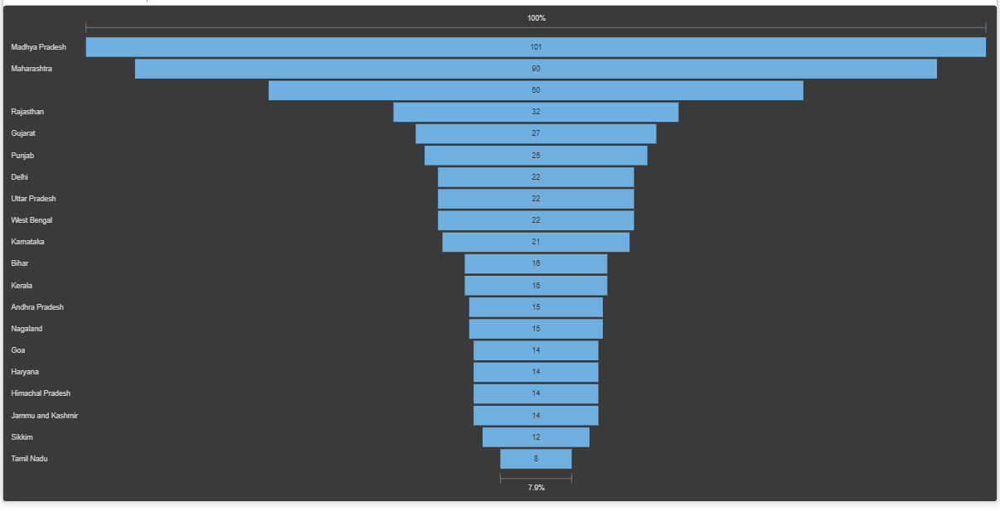 100%
Madhya Pradesh 101
Maharashtra 90
60
Rajasthan 32
Gujarat 27
Punjab 25
Delhi 22
Uttar Pradesh 22
West Bengal 22
Karnataka 21
Bihar 16
Kerala 16
Andhra Pradesh 15
Nagaland 15
Goa 14
Haryana 14
Himachal Pradesh 14
Jammu and Kashmir 14
Sikkim 12
Tamil Nadu 8
7.9%